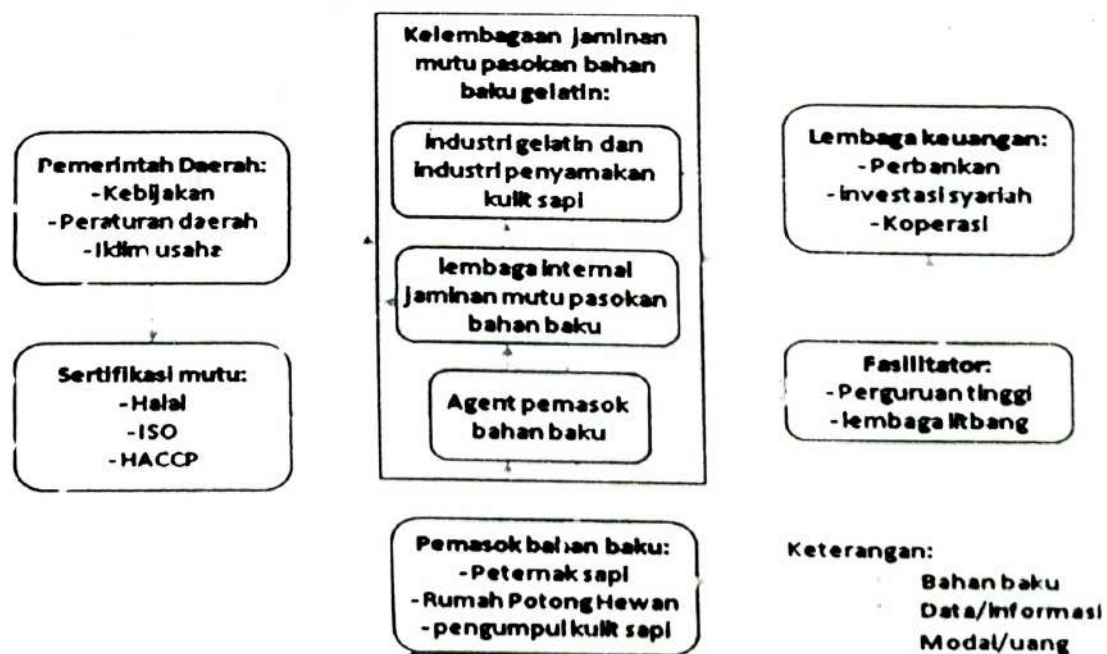 Kelembagaan jaminan
mutu pasokan bahan
baku gelatin:
industri gelatin dan
industri penyamakan
kulit sapi
lembaga internal
jaminan mutu pasokan
bahan baku
Agent pemasok
bahan baku
Pemerintah Daerah:
-Kebijakan
-Peraturan daerah
-Iklim usaha
Sertifikasi mutu:
-Halal
-ISO
-HACCP
Lembaga keuangan:
-Perbankan
-investasi syariah
-Koperasi
Fasilitator:
-Perguruan tinggi
-lembaga litbang
Pemasok bahan baku:
-Peternak sapi
-Rumah Potong Hewan
-pengumpul kulit sapi
Keterangan:
Bahan baku
Data/informasi
Modal/uang